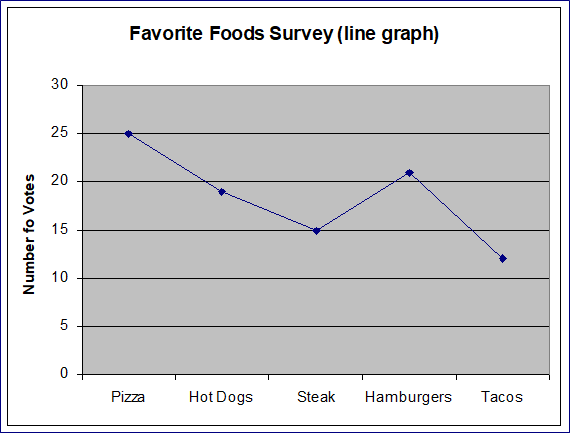 Favorite Foods Survey (line graph)
Number fo Votes
30
25
20
15
10
5
0
Pizza Hot Dogs Steak Hamburgers Tacos